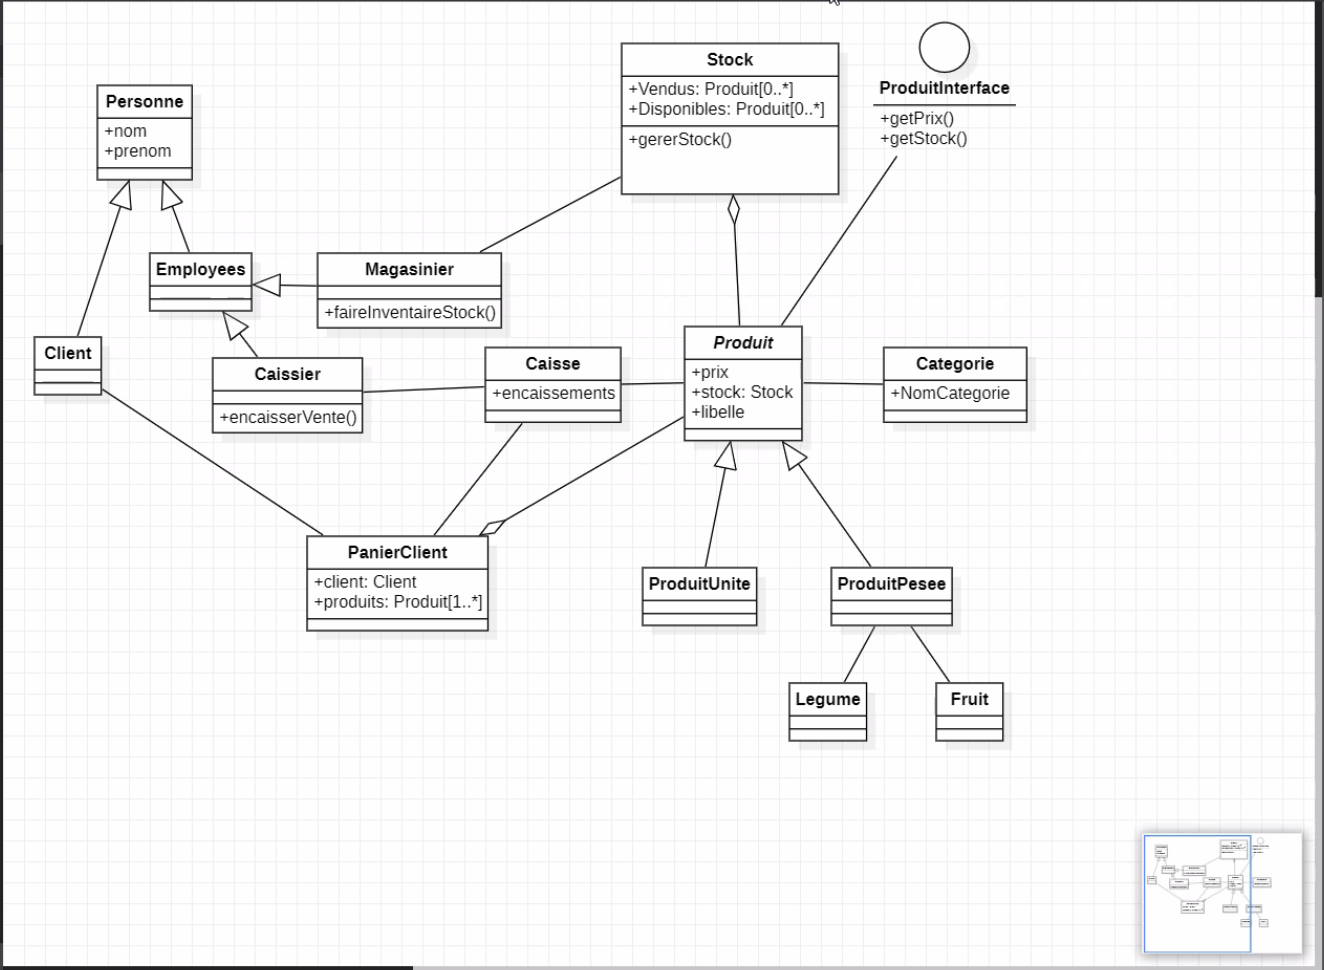 Stock
+Vendus: Produit[0..*]
+Disponibles: Produit[0..*]
+gererStock()
ProduitInterface
+getPrix()
+getStock()
Personne
+nom
+prenom
Employees
Magasinier
+faireInventaireStock()
Client
Caissier
+encaisserVente()
Caisse
+encaissements
Produit
+prix
+stock: Stock
+libelle
Categorie
+NomCategorie
PanierClient
+client: Client
+produits: Produit[1..*]
ProduitUnite
ProduitPesee
Legume
Fruit